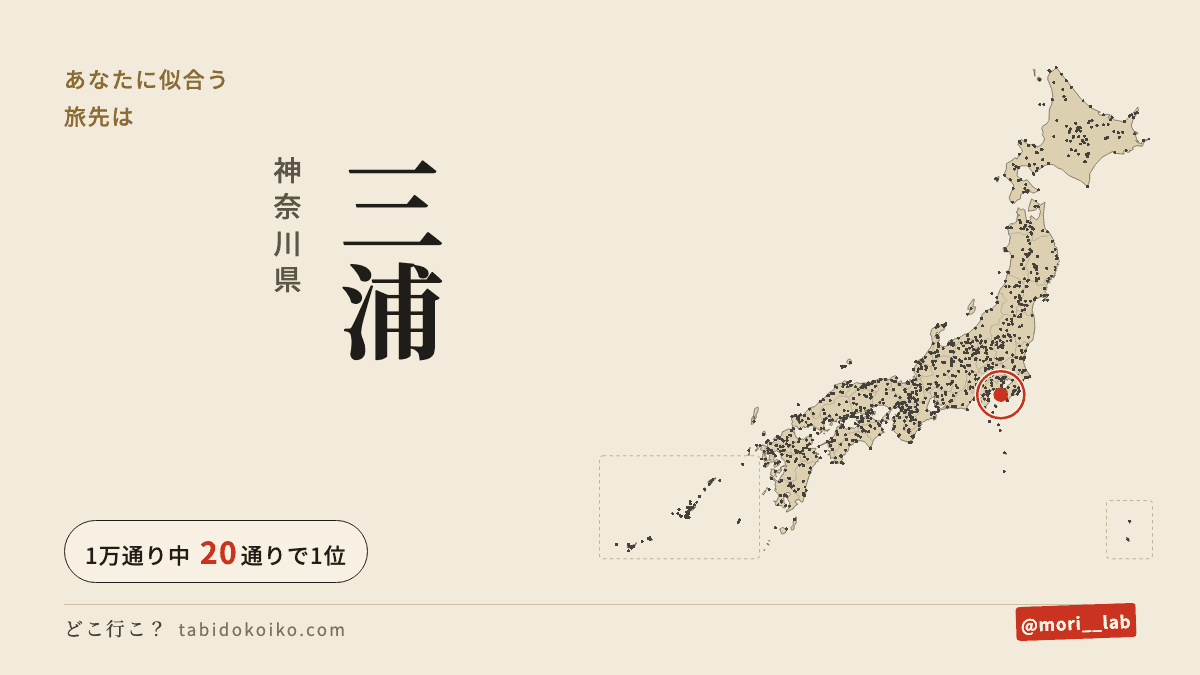 あなたに似合う
旅先は
三浦
神奈川県
1万通り中 20通りで1位
どこ行こ？ tabidokoiko.com
@mori__lab